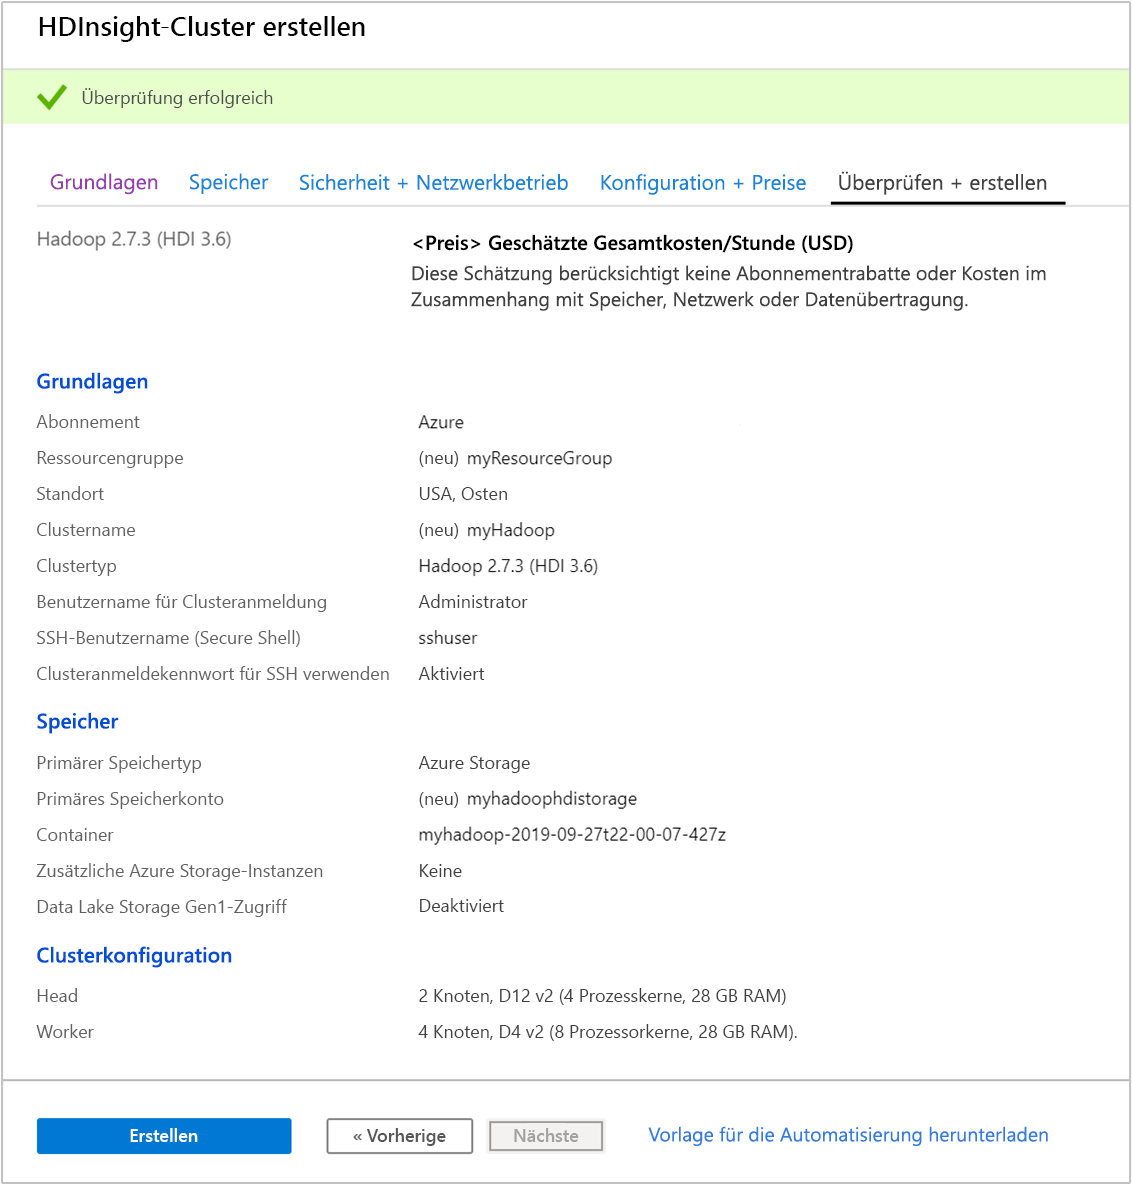 HDInsight-Cluster erstellen
Überprüfung erfolgreich
Grundlagen Speicher Sicherheit + Netzwerkbetrieb Konfiguration + Preise Überprüfen + erstellen
Hadoop 2.7.3 (HDI 3.6)
<Preis> Geschätzte Gesamtkosten/Stunde (USD)
Diese Schätzung berücksichtigt keine Abonnementrabatte oder Kosten im
Zusammenhang mit Speicher, Netzwerk oder Datenübertragung.
Grundlagen
Abonnement Azure
Ressourcengruppe (neu) myResourceGroup
Standort USA, Osten
Clustername (neu) myHadoop
Clustertyp Hadoop 2.7.3 (HDI 3.6)
Benutzername für Clusteranmeldung Administrator
SSH-Benutzername (Secure Shell) sshuser
Clusteranmeldekennwort für SSH verwenden Aktiviert
Speicher
Primärer Speichertyp Azure Storage
Primäres Speicherkonto (neu) myhadoophdistorage
Container myhadoop-2019-09-27t22-00-07-427z
Zusätzliche Azure Storage-Instanzen Keine
Data Lake Storage Gen1-Zugriff Deaktiviert
Clusterkonfiguration
Head 2 Knoten, D12 v2 (4 Prozesskerne, 28 GB RAM)
Worker 4 Knoten, D4 v2 (8 Prozessorkerne, 28 GB RAM).
Erstellen « Vorherige Nächste Vorlage für die Automatisierung herunterladen